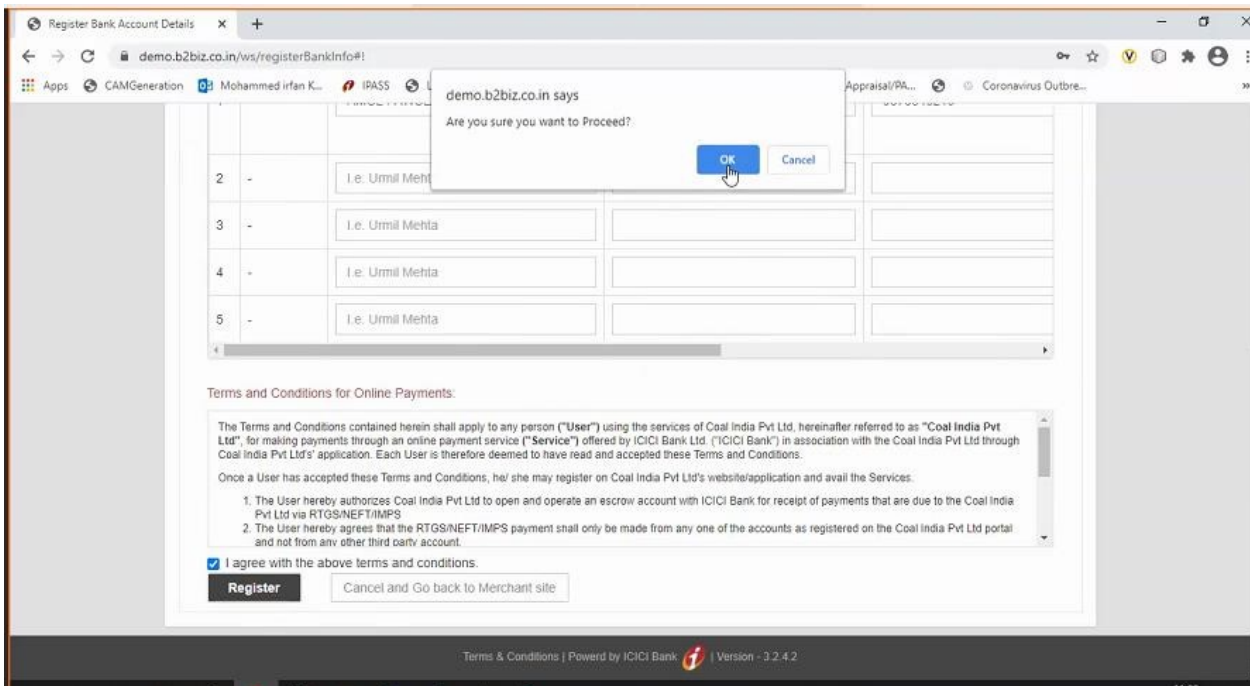 Register Bank Account Details
demo.b2biz.co.in/ws/registerBankInfo#!
Apps CAMGeneration Mohammed irfan K... IPASS Appraisal/PA... Coronavirus Outbre...
demo.b2biz.co.in says
Are you sure you want to Proceed?
OK Cancel
2 - I.e. Urmil Meht
3 - I.e. Urmil Mehta
4 - I.e. Urmil Mehta
5 - I.e. Urmil Mehta
Terms and Conditions for Online Payments:
The Terms and Conditions contained herein shall apply to any person ("User") using the services of Coal India Pvt Ltd, hereinafter referred to as "Coal India Pvt
Ltd", for making payments through an online payment service ("Service") offered by ICICI Bank Ltd. ("ICICI Bank") in association with the Coal India Pvt Ltd through
Coal India Pvt Ltd's' application. Each User is therefore deemed to have read and accepted these Terms and Conditions.
Once a User has accepted these Terms and Conditions, he/ she may register on Coal India Pvt Ltd's website/application and avail the Services.
1. The User hereby authorizes Coal India Pvt Ltd to open and operate an escrow account with ICICI Bank for receipt of payments that are due to the Coal India
Pvt Ltd via RTGS/NEFT/IMPS
2. The User hereby agrees that the RTGS/NEFT/IMPS payment shall only be made from any one of the accounts as registered on the Coal India Pvt Ltd portal
and not from any other third party account.
I agree with the above terms and conditions.
Register Cancel and Go back to Merchant site
Terms & Conditions | Powerd by ICICI Bank | Version - 3.2.4.2